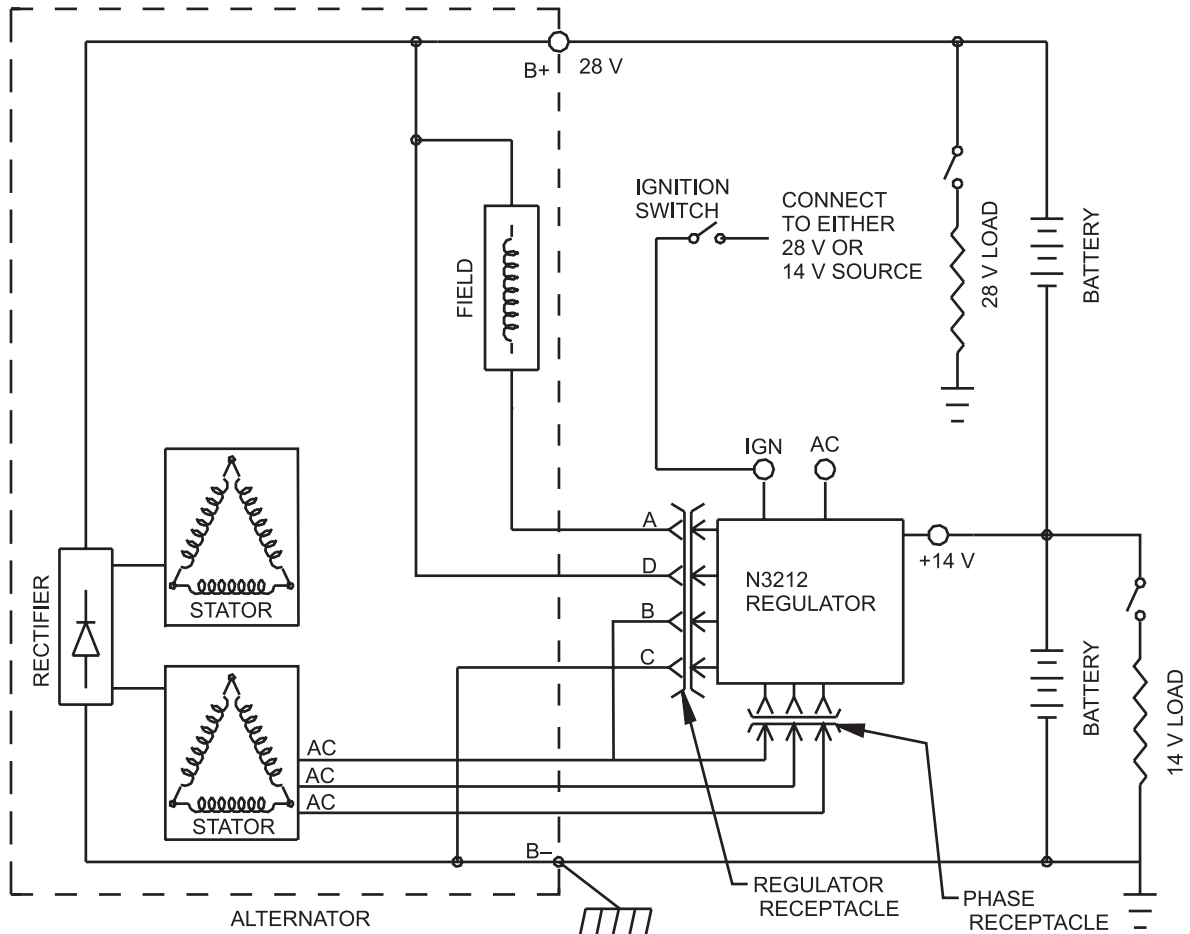 B+
28 V
IGNITION
SWITCH
CONNECT
TO EITHER
28 V OR
14 V SOURCE
28 V LOAD
BATTERY
FIELD
IGN
AC
A
D
B
C
N3212
REGULATOR
+14 V
RECTIFIER
STATOR
STATOR
AC
AC
AC
BATTERY
14 V LOAD
B–
ALTERNATOR
REGULATOR
RECEPTACLE
PHASE
RECEPTACLE